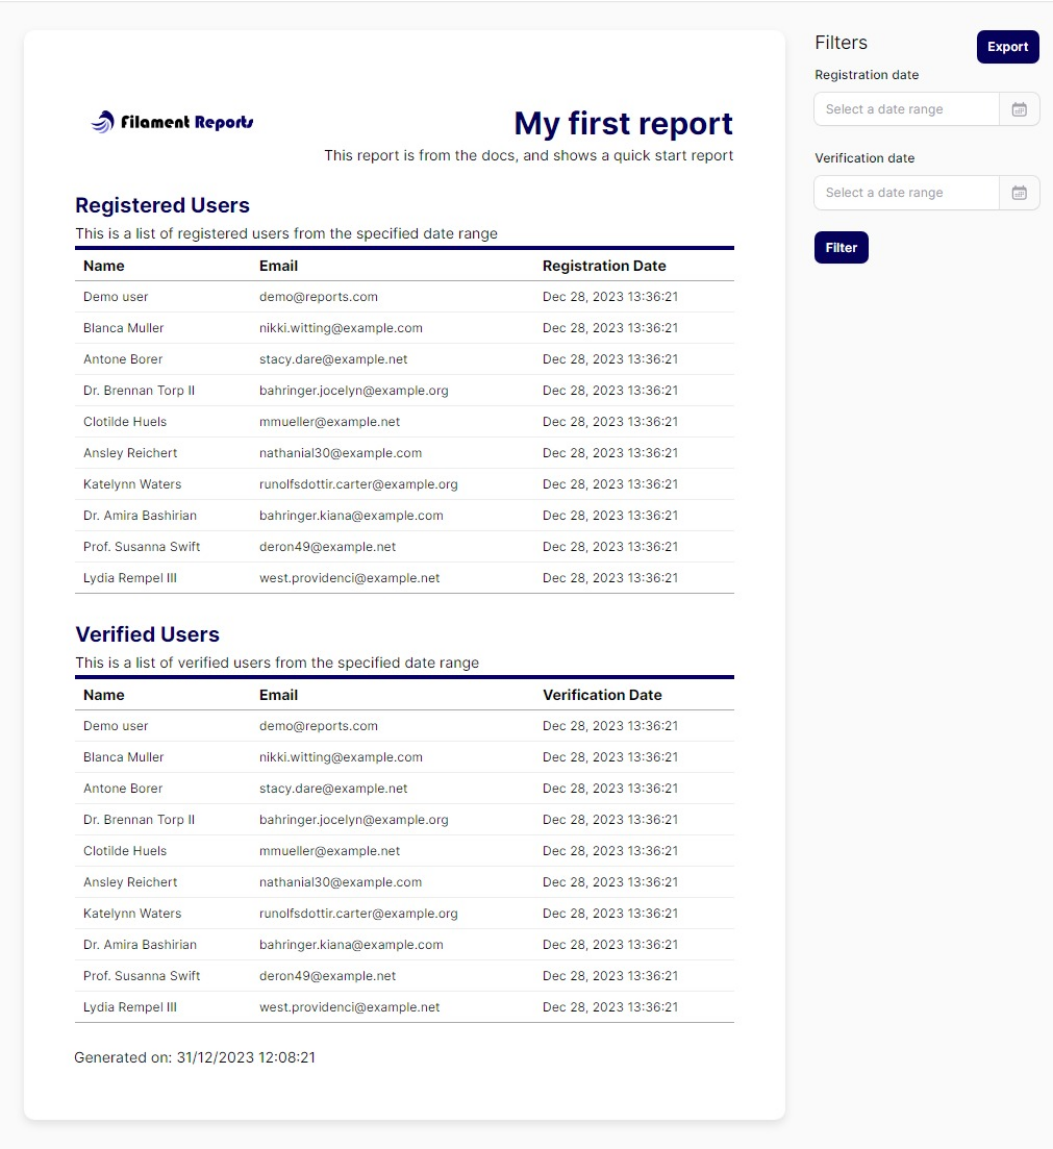 Filament Reports
My first report
This report is from the docs, and shows a quick start report
Registered Users
This is a list of registered users from the specified date range
Name Email Registration Date
Demo user demo@reports.com Dec 28, 2023 13:36:21
Blanca Muller nikki.witting@example.com Dec 28, 2023 13:36:21
Antone Borer stacy.dare@example.net Dec 28, 2023 13:36:21
Dr. Brennan Torp II bahringer.jocelyn@example.org Dec 28, 2023 13:36:21
Clotilde Huels mmueller@example.net Dec 28, 2023 13:36:21
Ansley Reichert nathanial30@example.com Dec 28, 2023 13:36:21
Katelynn Waters runolfsdottir.carter@example.org Dec 28, 2023 13:36:21
Dr. Amira Bashirian bahringer.kiana@example.com Dec 28, 2023 13:36:21
Prof. Susanna Swift deron49@example.net Dec 28, 2023 13:36:21
Lydia Rempel III west.providenci@example.net Dec 28, 2023 13:36:21
Verified Users
This is a list of verified users from the specified date range
Name Email Verification Date
Demo user demo@reports.com Dec 28, 2023 13:36:21
Blanca Muller nikki.witting@example.com Dec 28, 2023 13:36:21
Antone Borer stacy.dare@example.net Dec 28, 2023 13:36:21
Dr. Brennan Torp II bahringer.jocelyn@example.org Dec 28, 2023 13:36:21
Clotilde Huels mmueller@example.net Dec 28, 2023 13:36:21
Ansley Reichert nathanial30@example.com Dec 28, 2023 13:36:21
Katelynn Waters runolfsdottir.carter@example.org Dec 28, 2023 13:36:21
Dr. Amira Bashirian bahringer.kiana@example.com Dec 28, 2023 13:36:21
Prof. Susanna Swift deron49@example.net Dec 28, 2023 13:36:21
Lydia Rempel III west.providenci@example.net Dec 28, 2023 13:36:21
Generated on: 31/12/2023 12:08:21
Filters
Export
Registration date
Select a date range
Verification date
Select a date range
Filter